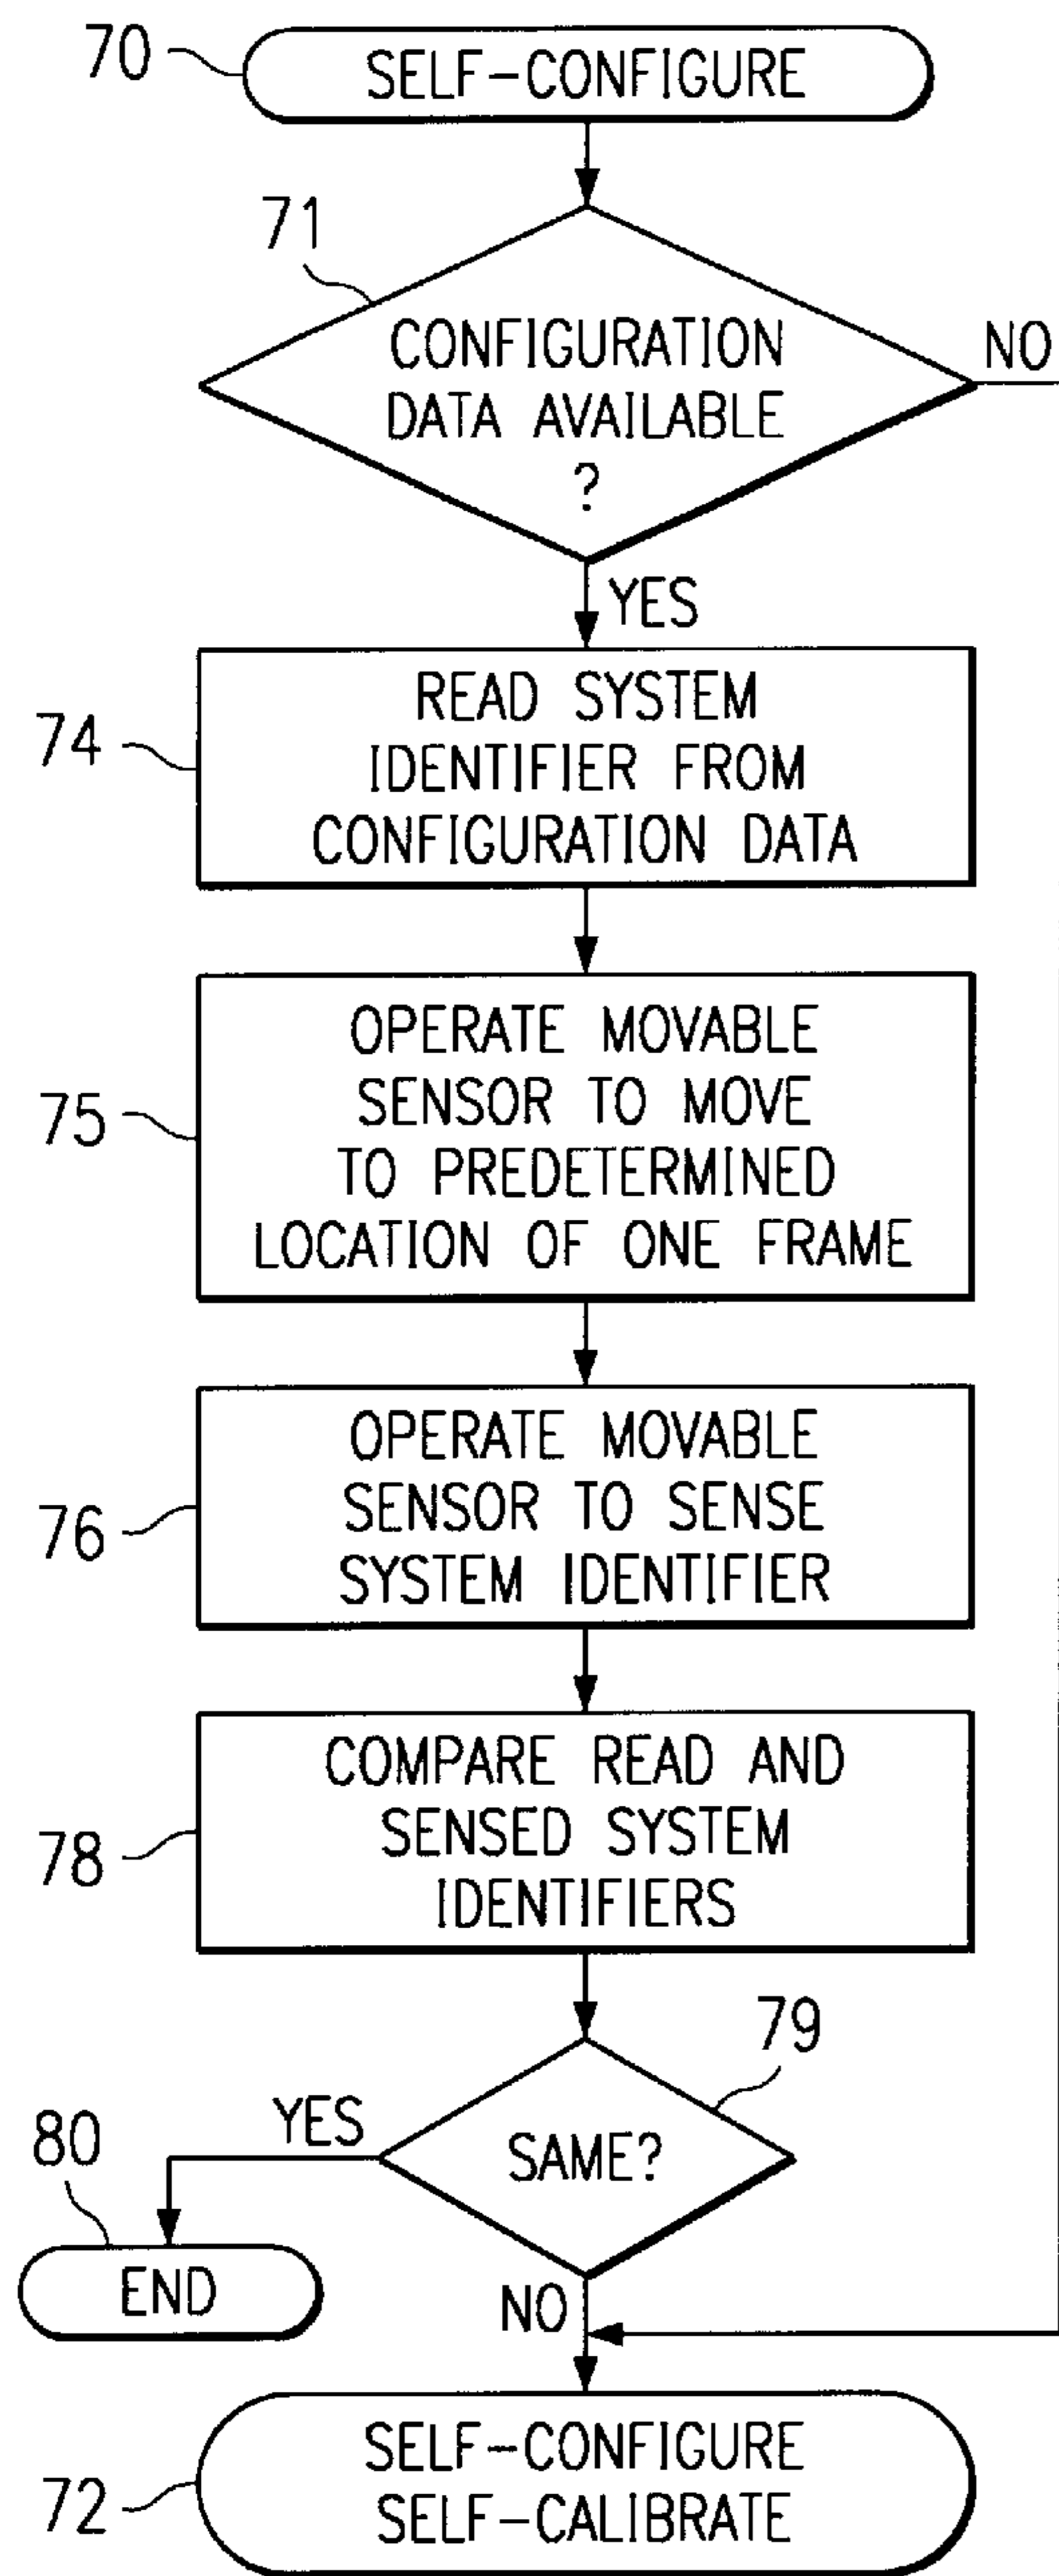 70
SELF-CONFIGURE
71
CONFIGURATION
DATA AVAILABLE
?
NO
YES
74
READ SYSTEM
IDENTIFIER FROM
CONFIGURATION DATA
75
OPERATE MOVABLE
SENSOR TO MOVE
TO PREDETERMINED
LOCATION OF ONE FRAME
76
OPERATE MOVABLE
SENSOR TO SENSE
SYSTEM IDENTIFIER
78
COMPARE READ AND
SENSED SYSTEM
IDENTIFIERS
79
SAME?
YES
80
END
NO
72
SELF-CONFIGURE
SELF-CALIBRATE